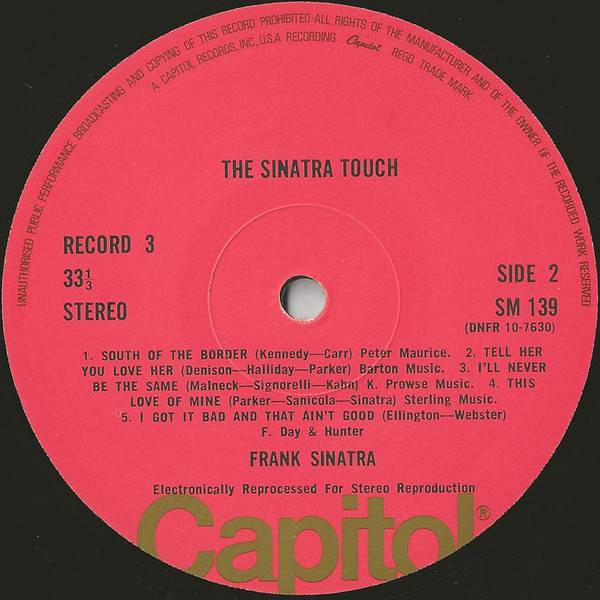 UNAUTHORISED PUBLIC PERFORMANCE BROADCASTING AND COPYING OF THIS RECORD PROHIBITED·ALL RIGHTS OF THE MANUFACTURER AND OF THE OWNER OF THE RECORDED WORK RESERVED
A CAPITOL RECORDS, INC., U.S.A. RECORDING Capitol REGD TRADE MARK
THE SINATRA TOUCH
RECORD 3
33⅓
STEREO
SIDE 2
SM 139
(DNFR 10-7630)
1. SOUTH OF THE BORDER (Kennedy—Carr) Peter Maurice. 2. TELL HER
YOU LOVE HER (Denison—Halliday—Parker) Barton Music. 3. I'LL NEVER
BE THE SAME (Malneck—Signorelli—Kahn) K. Prowse Music. 4. THIS
LOVE OF MINE (Parker—Sanicola—Sinatra) Sterling Music.
5. I GOT IT BAD AND THAT AIN'T GOOD (Ellington—Webster)
F. Day & Hunter
FRANK SINATRA
Electronically Reprocessed For Stereo Reproduction
Capitol®